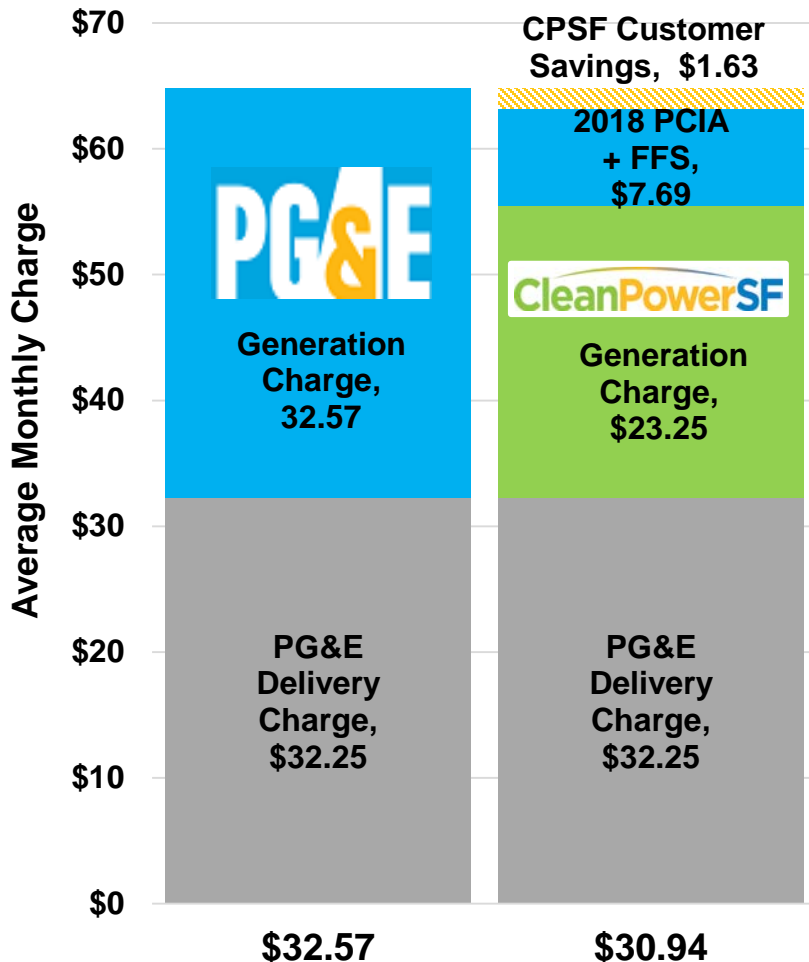 $70
$60
$50
$40
$30
$20
$10
$0
Average Monthly Charge
PG&E
Generation
Charge,
32.57
PG&E
Delivery
Charge,
$32.25
$32.57
CPSF Customer
Savings, $1.63
2018 PCIA
+ FFS,
$7.69
CleanPowerSF
Generation
Charge,
$23.25
PG&E
Delivery
Charge,
$32.25
$30.94